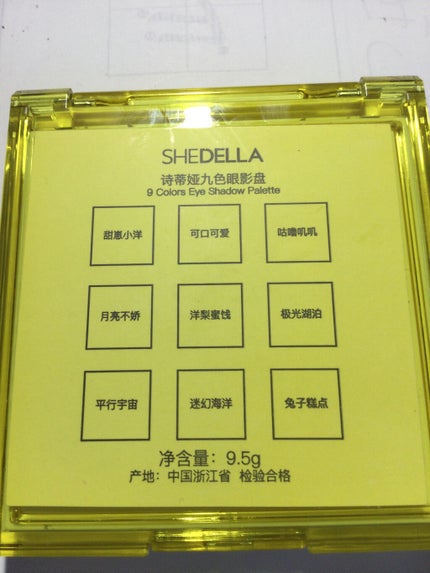 SHEDELLA
诗蒂娅九色眼影盘
9 Colors Eye Shadow Palette
甜崽小洋
可口可爱
咕噜叽叽
月亮不娇
洋梨蜜饯
极光湖泊
平行宇宙
迷幻海洋
兔子糕点
净含量：9.5g
产地：中国浙江省 检验合格